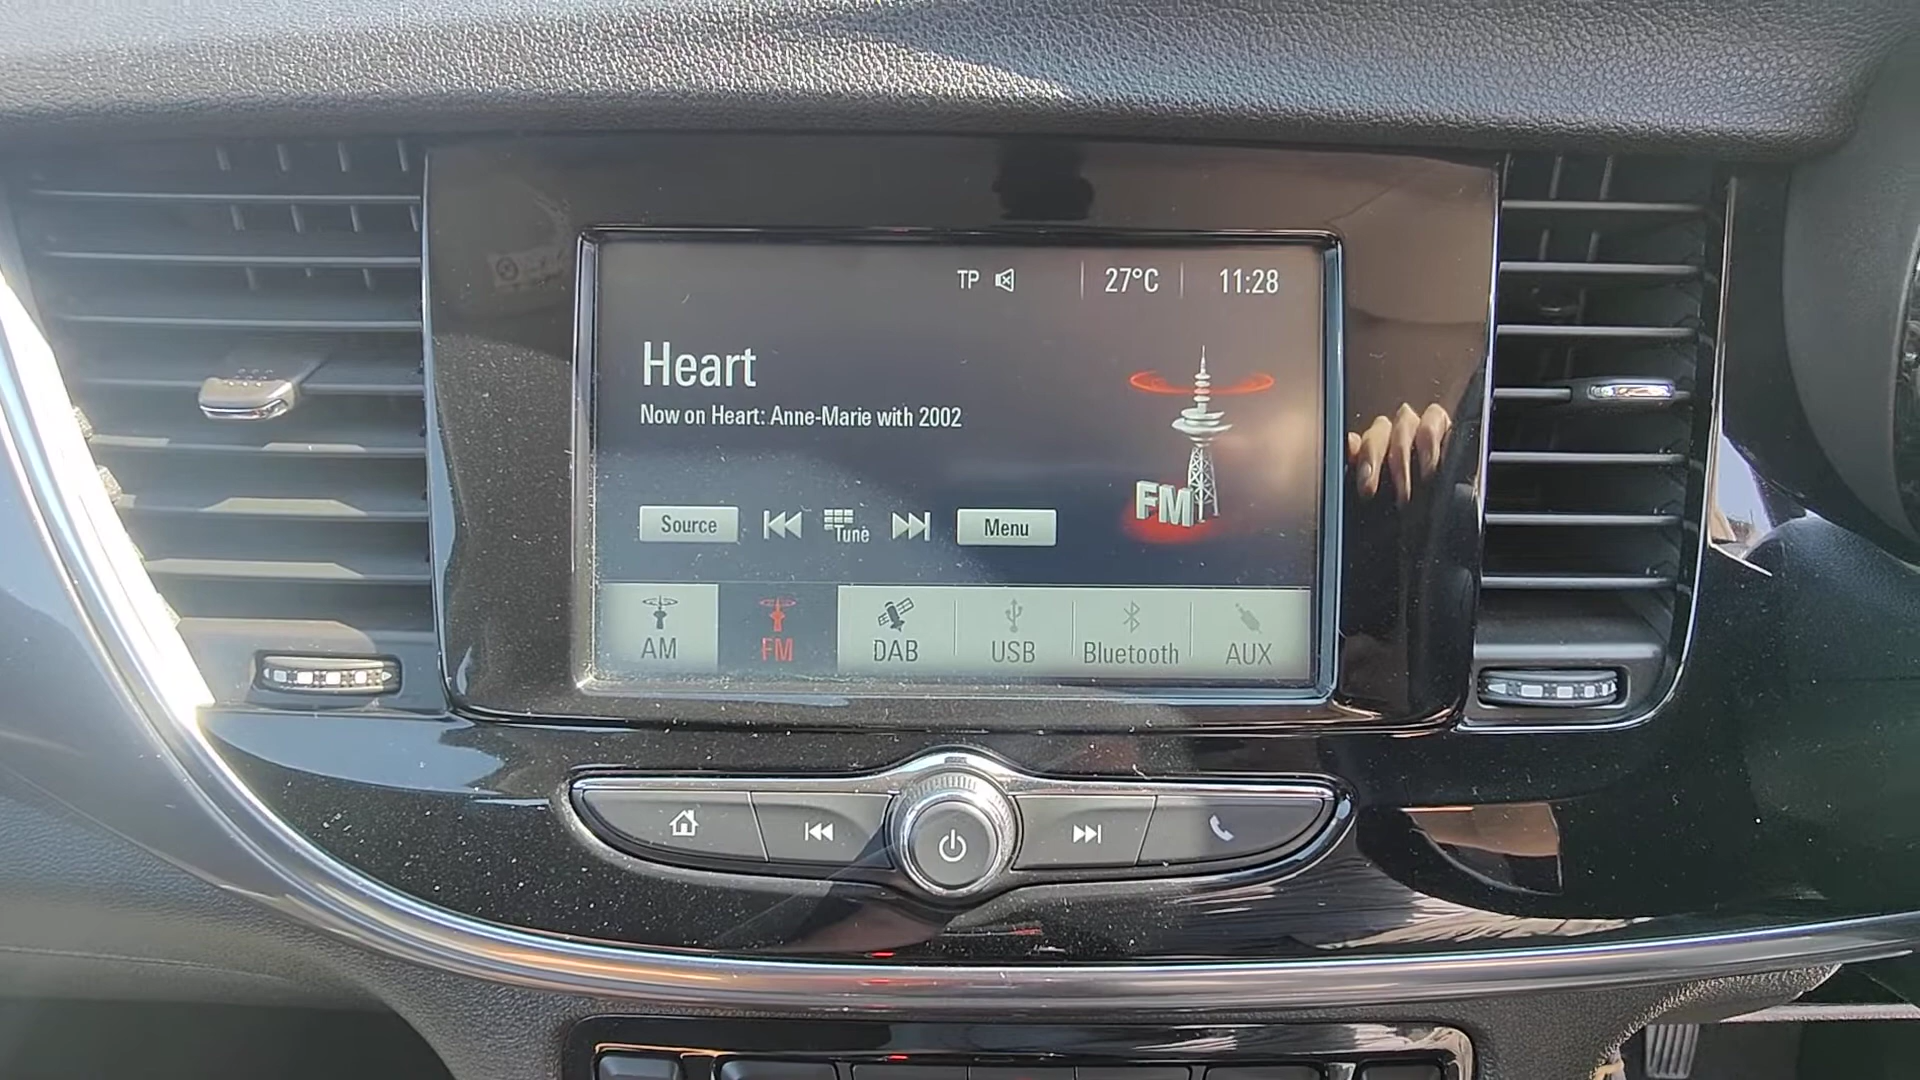 TP 27°C 11:28
Heart
Now on Heart: Anne-Marie with 2002
FM
Source Tune Menu
AM FM DAB USB Bluetooth AUX